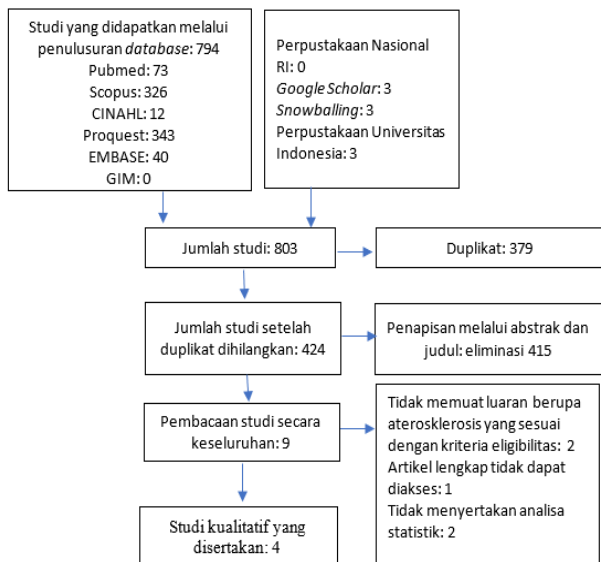 Studi yang didapatkan melalui
penulusuran database: 794
Pubmed: 73
Scopus: 326
CINAHL: 12
Proquest: 343
EMBASE: 40
GIM: 0
Perpustakaan Nasional
RI: 0
Google Scholar: 3
Snowballing: 3
Perpustakaan Universitas
Indonesia: 3
Jumlah studi: 803
Duplikat: 379
Jumlah studi setelah
duplikat dihilangkan: 424
Penapisan melalui abstrak dan
judul: eliminasi 415
Pembacaan studi secara
keseluruhan: 9
Tidak memuat luaran berupa
aterosklerosis yang sesuai
dengan kriteria eligibilitas: 2
Artikel lengkap tidak dapat
diakses: 1
Tidak menyertakan analisa
statistik: 2
Studi kualitatif yang
disertakan: 4